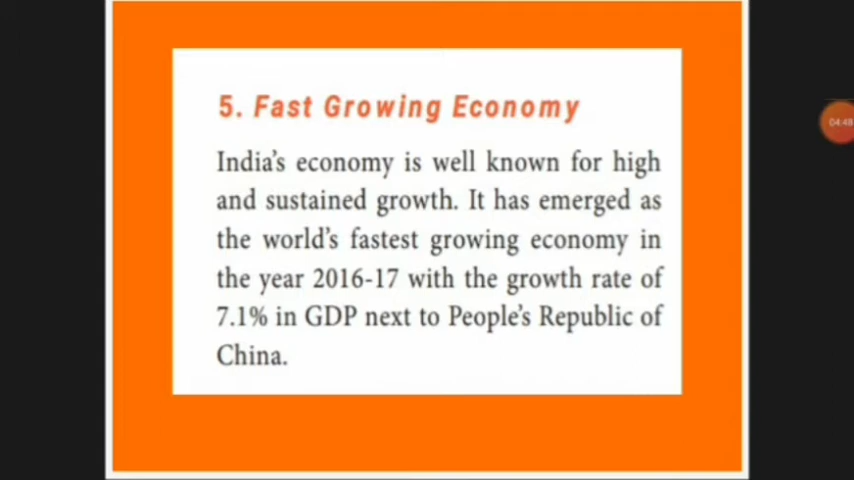 5. Fast Growing Economy
India's economy is well known for high
and sustained growth. It has emerged as
the world's fastest growing economy in
the year 2016-17 with the growth rate of
7.1% in GDP next to People's Republic of
China.
04:48